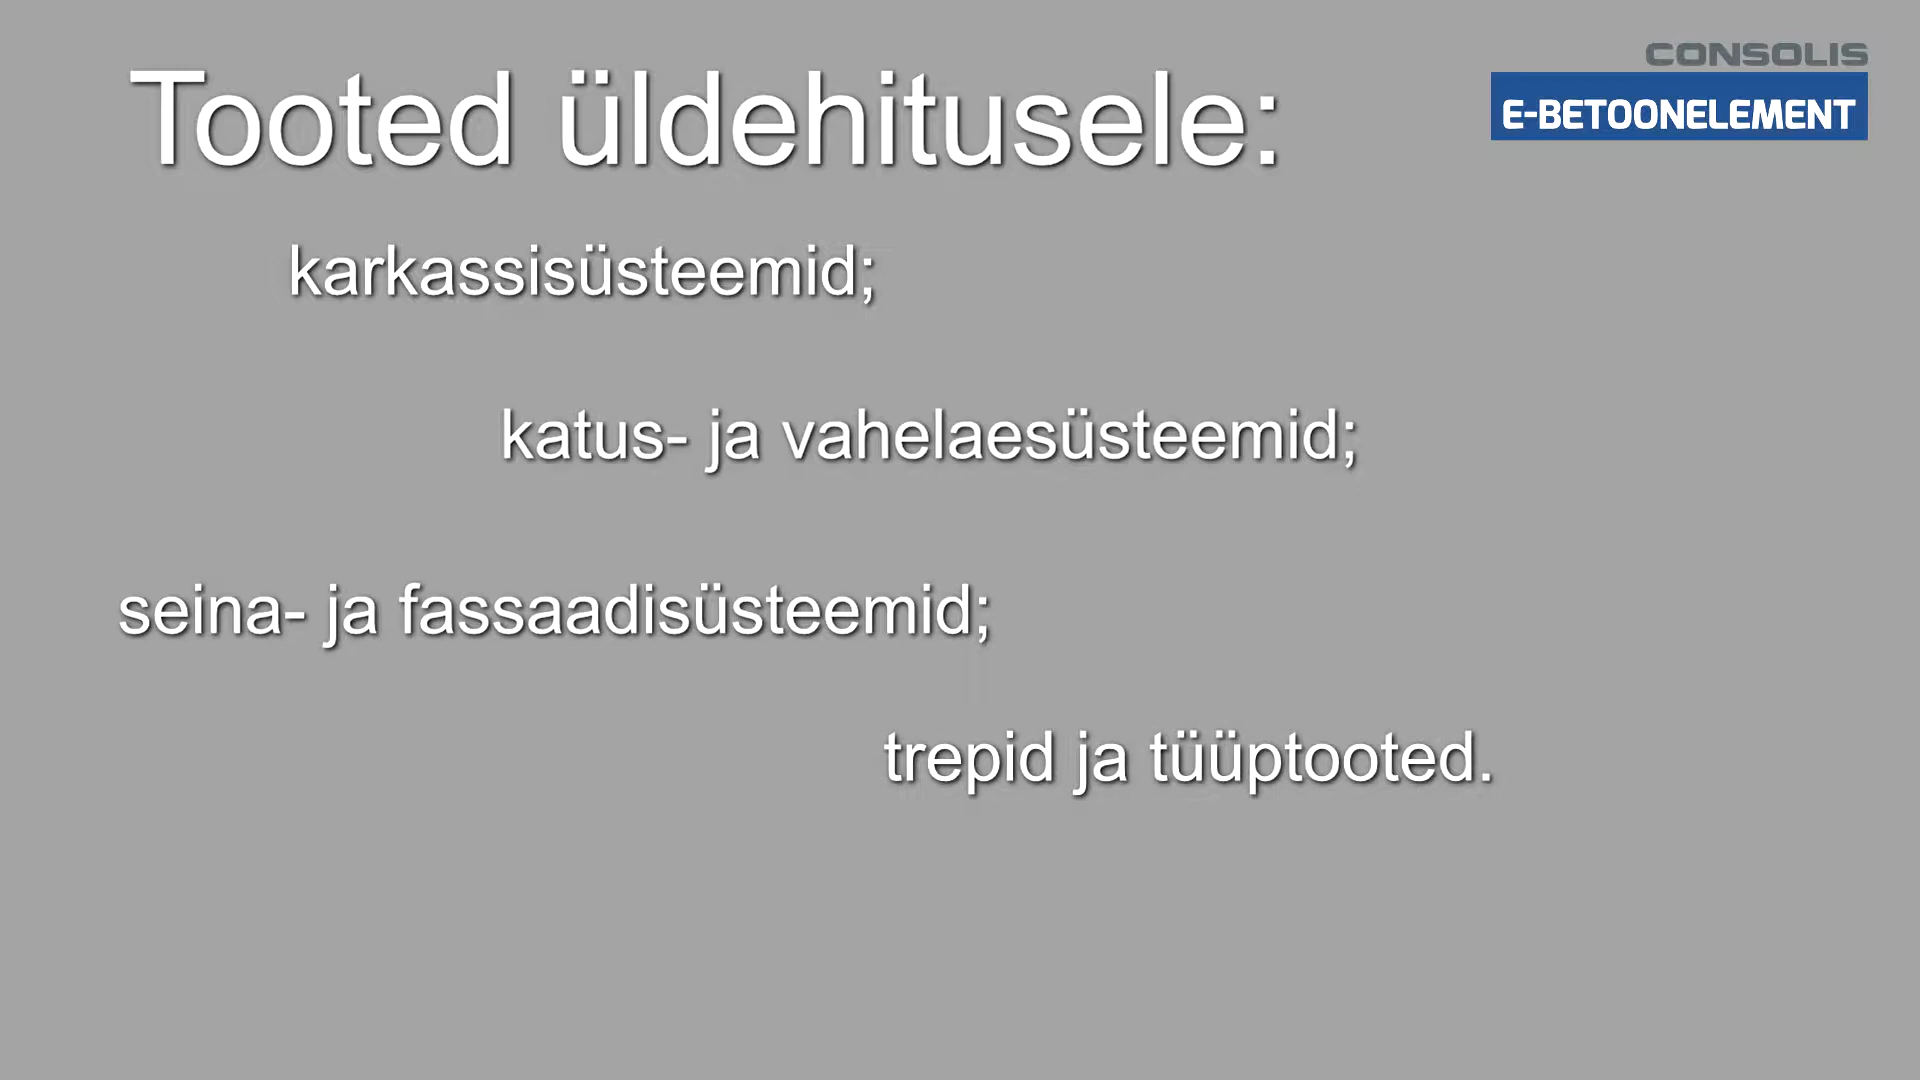 CONSOLIS
E-BETOONELEMENT
Tooted üldehitusele:
karkassisüsteemid;
katus- ja vahelaesüsteemid;
seina- ja fassaadisüsteemid;
trepid ja tüüptooted.